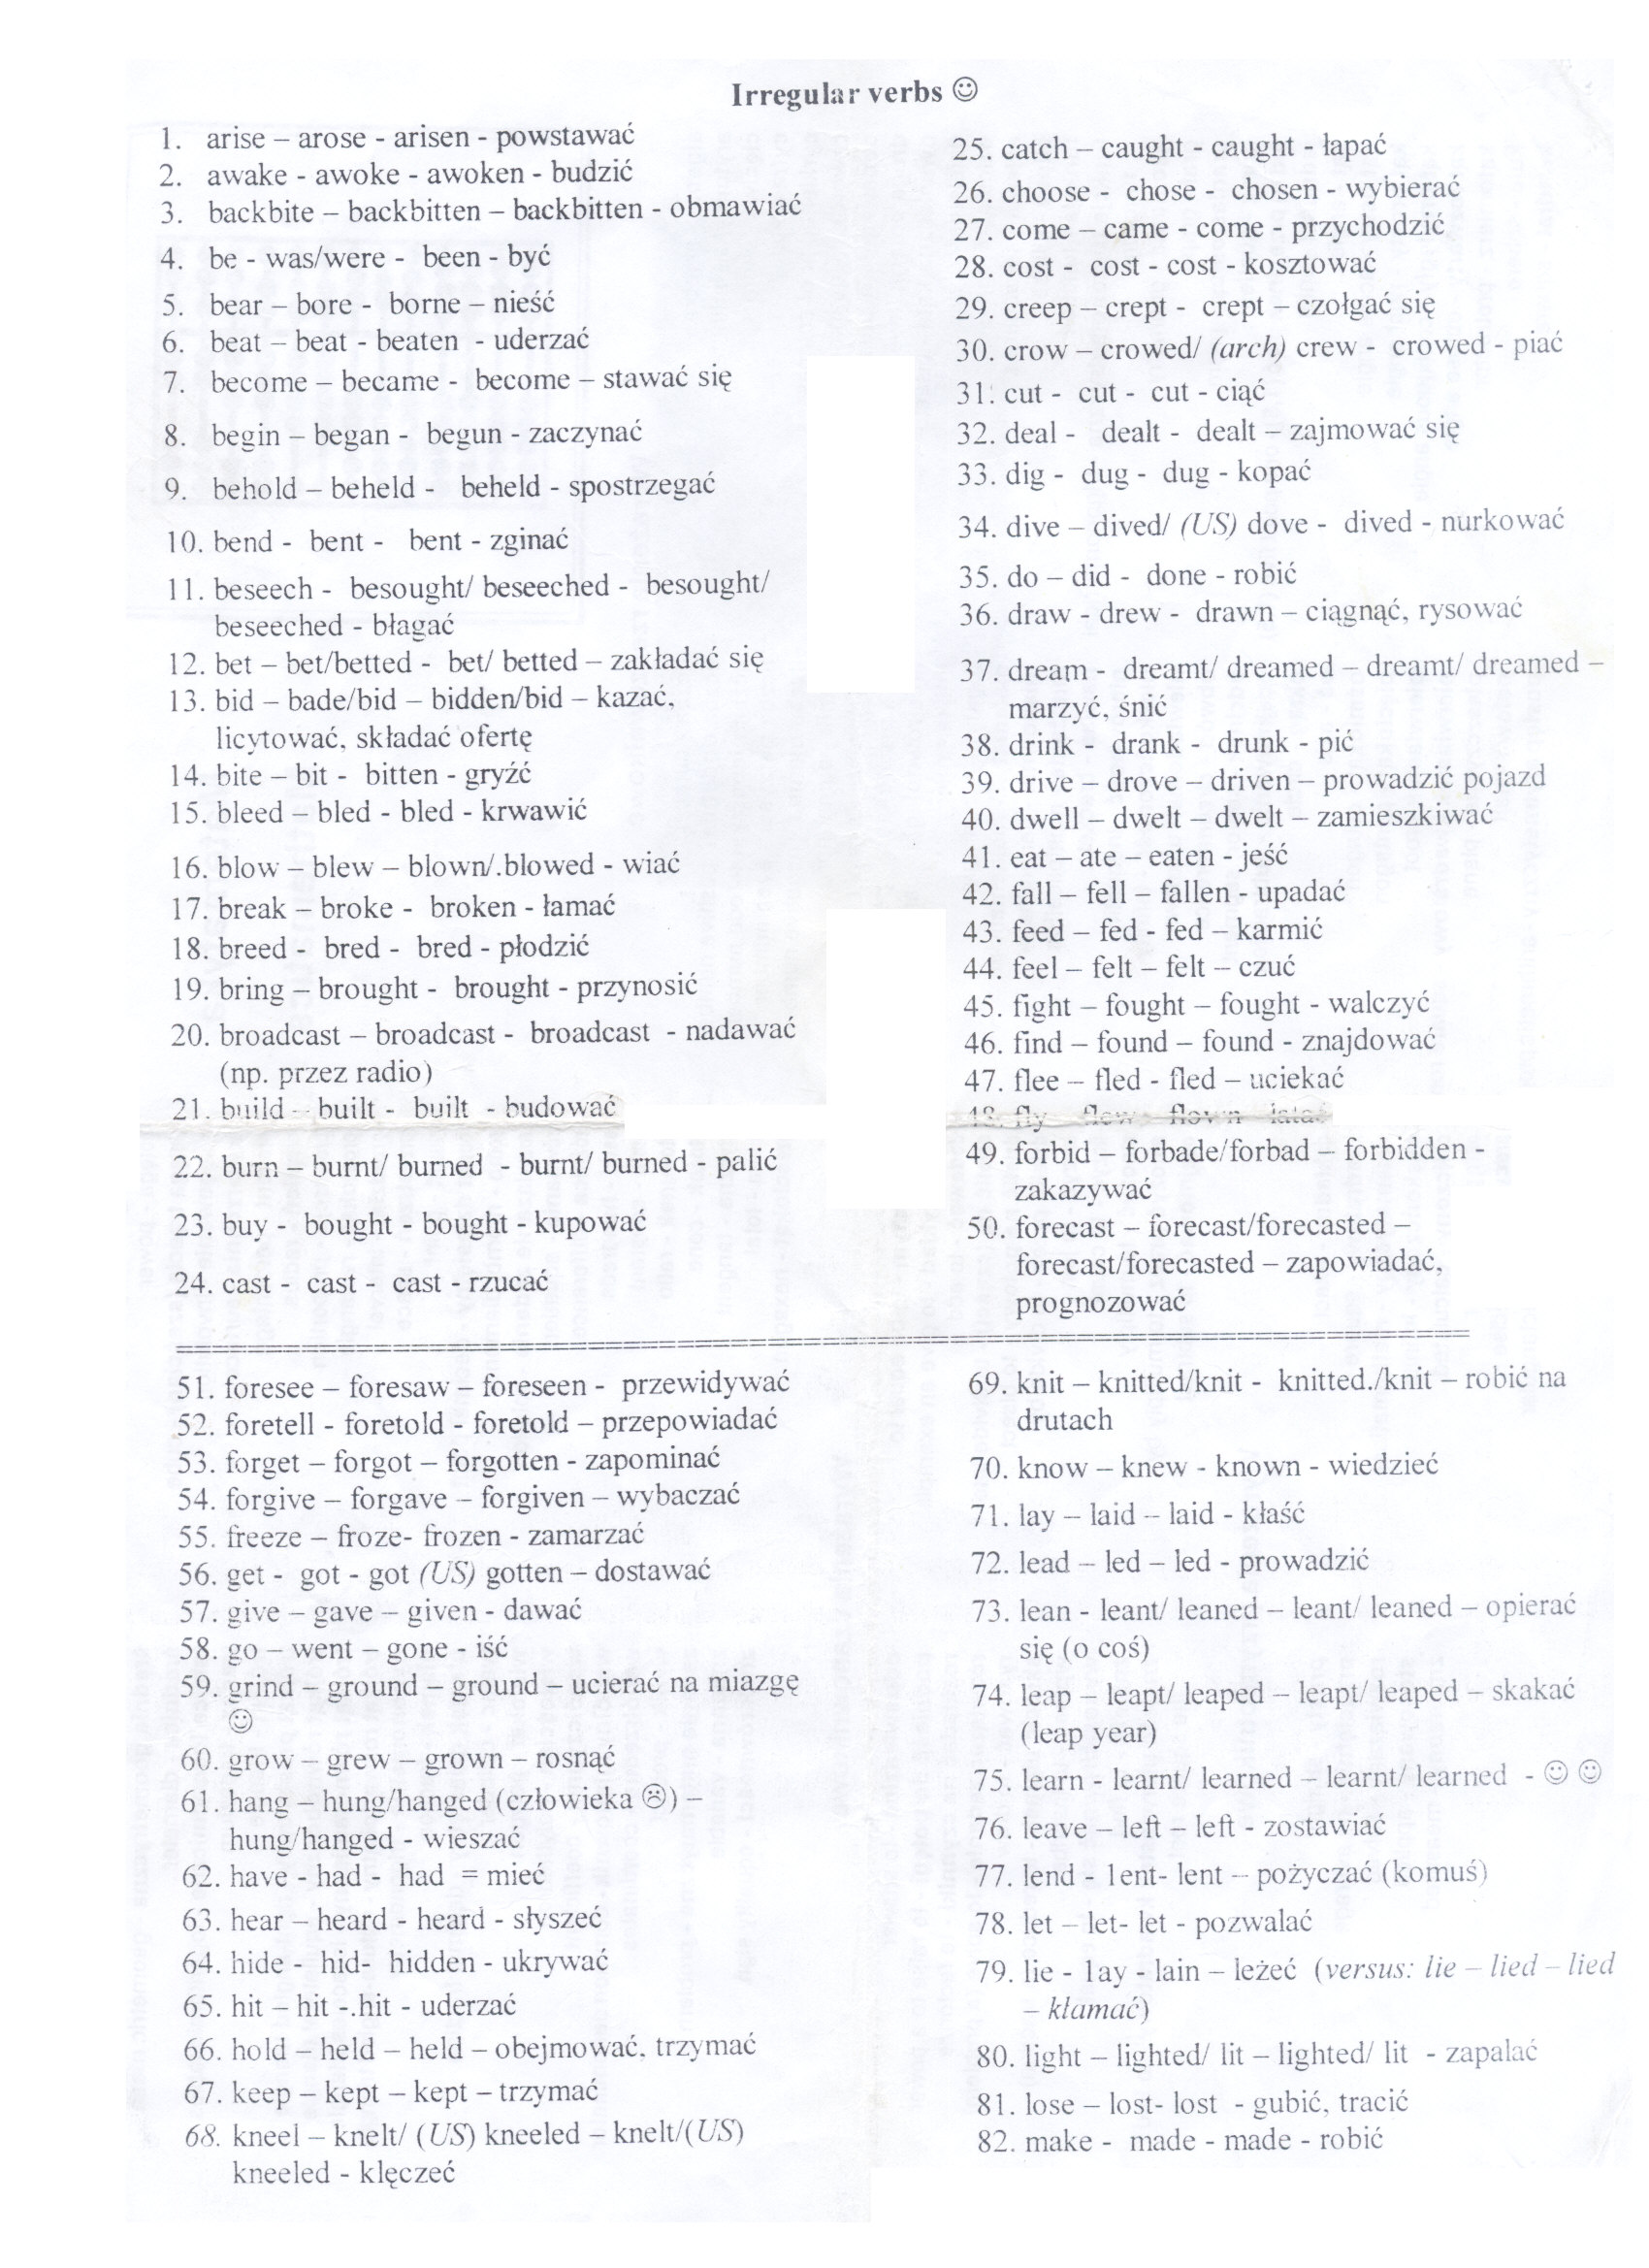 Irregular verbs ☺
1. arise – arose - arisen - powstawać
2. awake - awoke - awoken - budzić
3. backbite – backbitten – backbitten - obmawiać
4. be - was/were - been - być
5. bear – bore - borne – nieść
6. beat – beat - beaten - uderzać
7. become – became - become – stawać się
8. begin – began - begun - zaczynać
9. behold – beheld - beheld - spostrzegać
10. bend - bent - bent - zginać
11. beseech - besought/ beseeched - besought/
beseeched - błagać
12. bet – bet/betted - bet/ betted – zakładać się
13. bid – bade/bid – bidden/bid – kazać,
licytować, składać ofertę
14. bite – bit - bitten - gryźć
15. bleed – bled - bled - krwawić
16. blow – blew – blown/.blowed - wiać
17. break – broke - broken - łamać
18. breed - bred - bred - płodzić
19. bring – brought - brought - przynosić
20. broadcast – broadcast - broadcast - nadawać
(np. przez radio)
21. build - built - built - budować
22. burn – burnt/ burned - burnt/ burned - palić
23. buy - bought - bought - kupować
24. cast - cast - cast - rzucać
25. catch – caught - caught - łapać
26. choose - chose - chosen - wybierać
27. come – came - come - przychodzić
28. cost - cost - cost - kosztować
29. creep – crept - crept – czołgać się
30. crow – crowed/ (arch) crew - crowed - piać
31. cut - cut - cut - ciąć
32. deal - dealt - dealt – zajmować się
33. dig - dug - dug - kopać
34. dive – dived/ (US) dove - dived - nurkować
35. do – did - done - robić
36. draw - drew - drawn – ciągnąć, rysować
37. dream - dreamt/ dreamed – dreamt/ dreamed –
marzyć, śnić
38. drink - drank - drunk - pić
39. drive – drove – driven – prowadzić pojazd
40. dwell – dwelt – dwelt – zamieszkiwać
41. eat – ate – eaten - jeść
42. fall – fell – fallen - upadać
43. feed – fed - fed – karmić
44. feel – felt – felt – czuć
45. fight – fought – fought - walczyć
46. find – found – found - znajdować
47. flee – fled - fled – uciekać
48. fly flew flown latać
49. forbid – forbade/forbad – forbidden -
zakazywać
50. forecast – forecast/forecasted –
forecast/forecasted – zapowiadać,
prognozować
51. foresee – foresaw – foreseen - przewidywać
52. foretell - foretold - foretold – przepowiadać
53. forget – forgot – forgotten - zapominać
54. forgive – forgave – forgiven – wybaczać
55. freeze – froze- frozen - zamarzać
56. get - got - got (US) gotten – dostawać
57. give – gave – given - dawać
58. go – went – gone - iść
59. grind – ground – ground – ucierać na miazgę
☺
60. grow – grew – grown – rosnąć
61. hang – hung/hanged (człowieka ☹) –
hung/hanged - wieszać
62. have - had - had = mieć
63. hear – heard - heard - słyszeć
64. hide - hid- hidden - ukrywać
65. hit – hit -.hit - uderzać
66. hold – held – held – obejmować, trzymać
67. keep – kept – kept – trzymać
68. kneel – knelt/ (US) kneeled – knelt/(US)
kneeled - klęczeć
69. knit – knitted/knit - knitted./knit – robić na
drutach
70. know – knew - known - wiedzieć
71. lay – laid – laid - kłaść
72. lead – led – led - prowadzić
73. lean - leant/ leaned – leant/ leaned – opierać
się (o coś)
74. leap – leapt/ leaped – leapt/ leaped – skakać
(leap year)
75. learn - learnt/ learned – learnt/ learned - ☺ ☺
76. leave – left – left - zostawiać
77. lend - lent- lent – pożyczać (komuś)
78. let – let- let - pozwalać
79. lie - lay - lain – leżeć (versus: lie – lied – lied
– kłamać)
80. light – lighted/ lit – lighted/ lit - zapalać
81. lose – lost- lost - gubić, tracić
82. make - made - made - robić